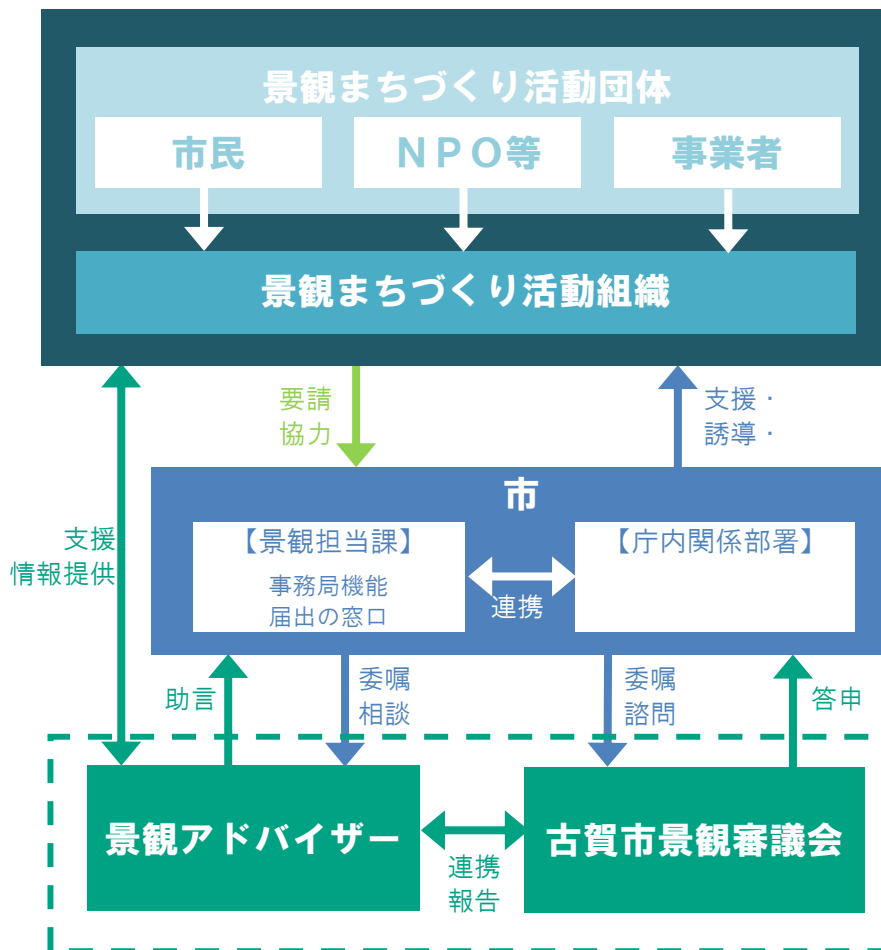 景観まちづくり活動団体
市民
ＮＰＯ等
事業者
景観まちづくり活動組織
要請
協力
支援・
誘導・
支援
情報提供
市
【景観担当課】
事務局機能
届出の窓口
連携
【庁内関係部署】
助言
委嘱
相談
委嘱
諮問
答申
景観アドバイザー
連携
報告
古賀市景観審議会